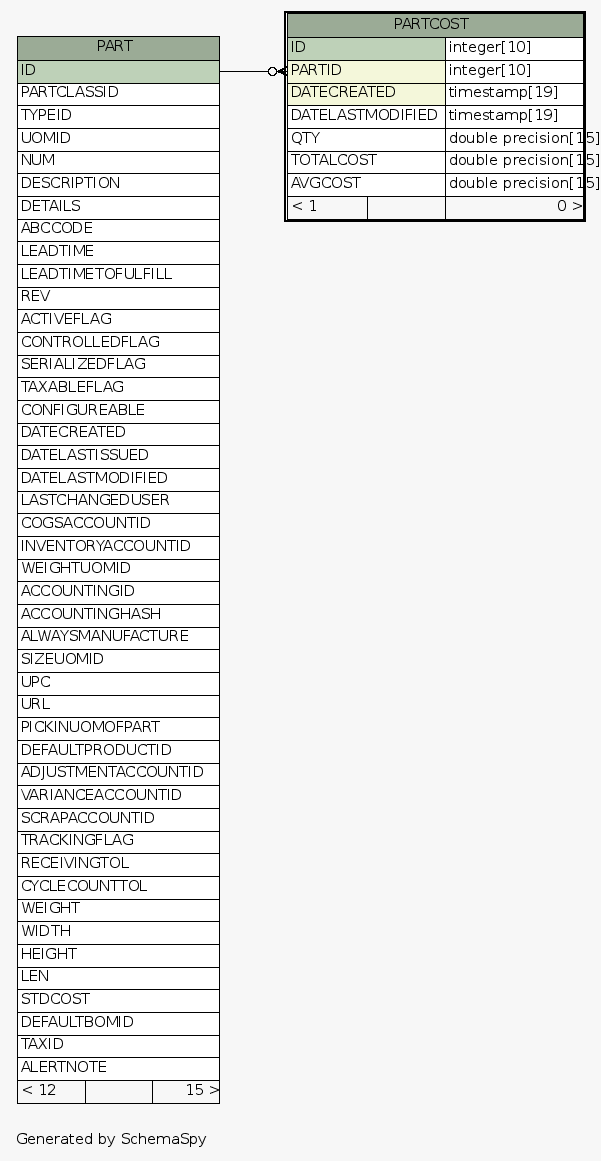 PART
ID
PARTCLASSID
TYPEID
UOMID
NUM
DESCRIPTION
DETAILS
ABCCODE
LEADTIME
LEADTIMETOFULFILL
REV
ACTIVEFLAG
CONTROLLEDFLAG
SERIALIZEDFLAG
TAXABLEFLAG
CONFIGUREABLE
DATECREATED
DATELASTISSUED
DATELASTMODIFIED
LASTCHANGEDUSER
COGSACCOUNTID
INVENTORYACCOUNTID
WEIGHTUOMID
ACCOUNTINGID
ACCOUNTINGHASH
ALWAYSMANUFACTURE
SIZEUOMID
UPC
URL
PICKINUOMOFPART
DEFAULTPRODUCTID
ADJUSTMENTACCOUNTID
VARIANCEACCOUNTID
SCRAPACCOUNTID
TRACKINGFLAG
RECEIVINGTOL
CYCLECOUNTTOL
WEIGHT
WIDTH
HEIGHT
LEN
STDCOST
DEFAULTBOMID
TAXID
ALERTNOTE
< 12 15 >
PARTCOST
ID integer[10]
PARTID integer[10]
DATECREATED timestamp[19]
DATELASTMODIFIED timestamp[19]
QTY double precision[15]
TOTALCOST double precision[15]
AVGCOST double precision[15]
< 1 0 >
Generated by SchemaSpy